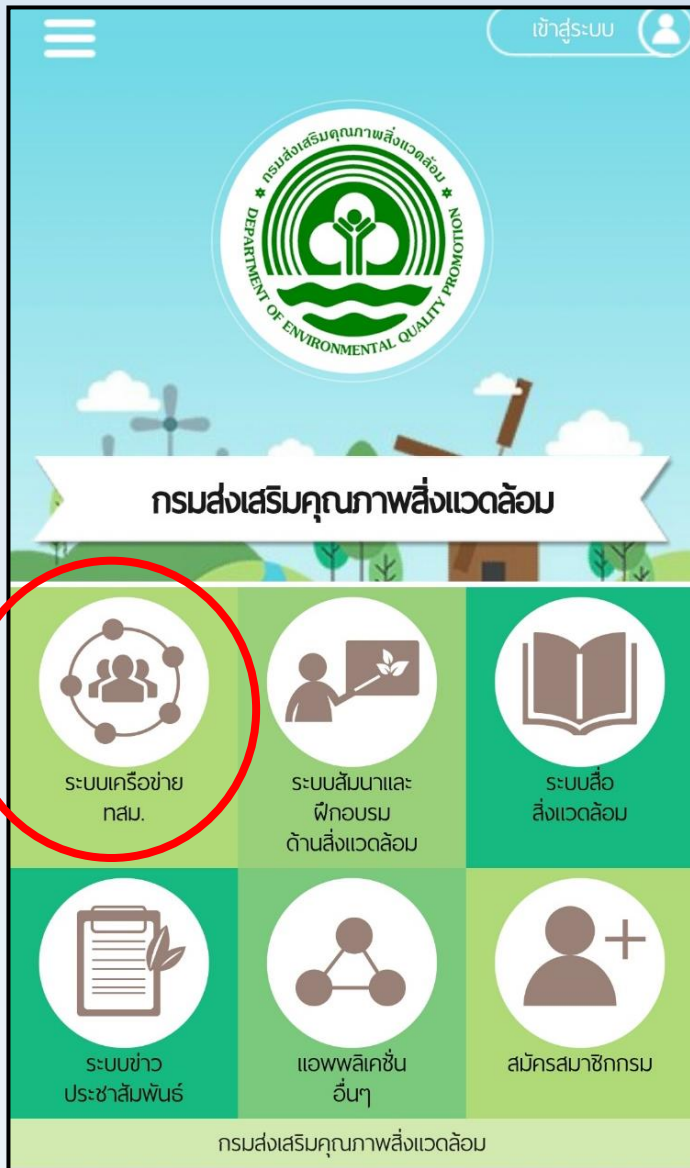 เข้าสู่ระบบ
กรมส่งเสริมคุณภาพสิ่งแวดล้อม
DEPARTMENT OF ENVIRONMENTAL QUALITY PROMOTION
กรมส่งเสริมคุณภาพสิ่งแวดล้อม
ระบบเครือข่าย
ทสม.
ระบบสัมนาและ
ฝึกอบรม
ด้านสิ่งแวดล้อม
ระบบสื่อ
สิ่งแวดล้อม
ระบบข่าว
ประชาสัมพันธ์
แอพพลิเคชั่น
อื่นๆ
สมัครสมาชิกกรม
กรมส่งเสริมคุณภาพสิ่งแวดล้อม